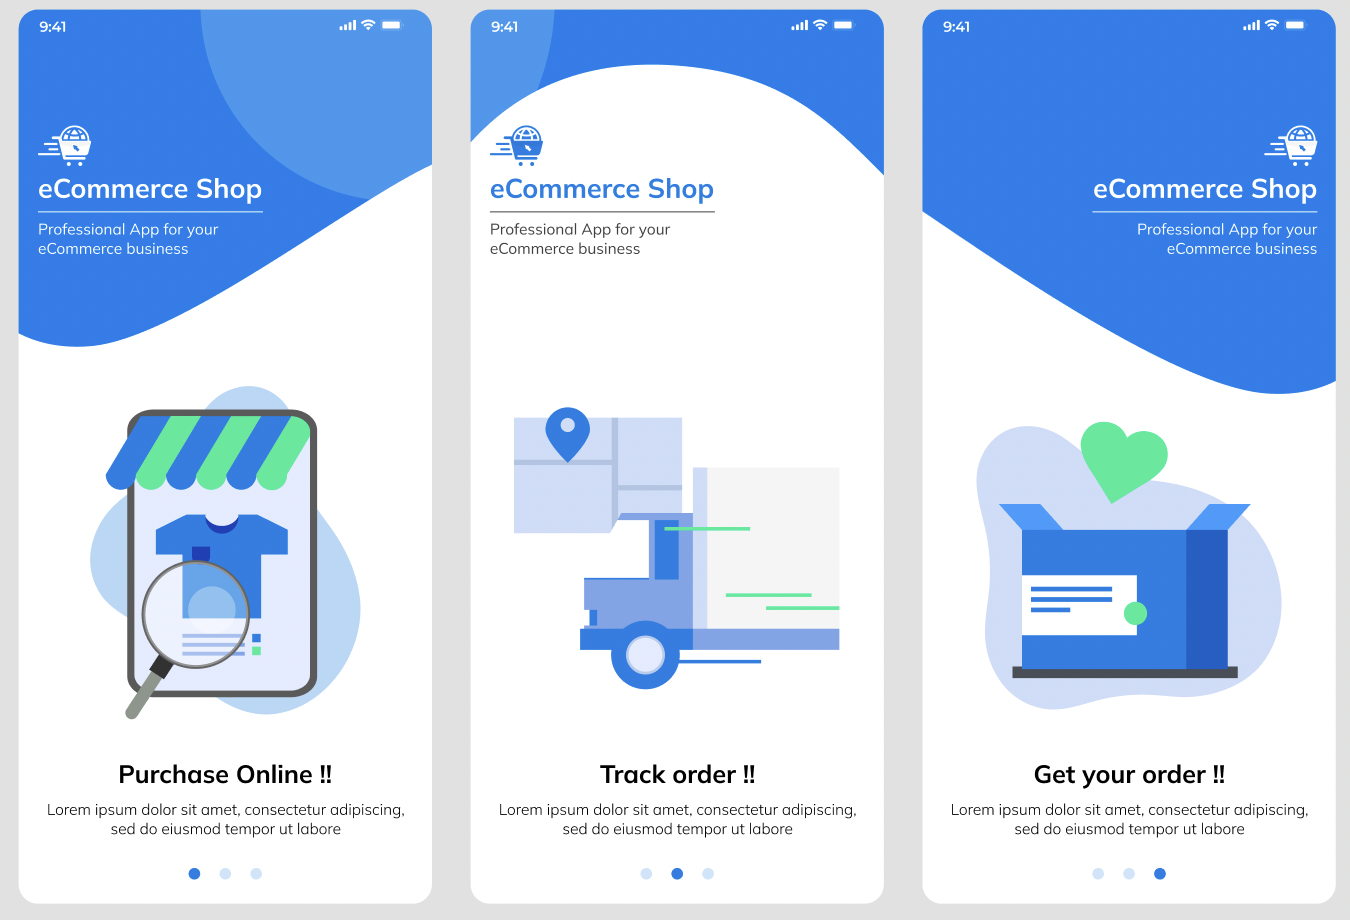 9:41
eCommerce Shop
Professional App for your
eCommerce business
Purchase Online !!
Lorem ipsum dolor sit amet, consectetur adipiscing,
sed do eiusmod tempor ut labore
9:41
eCommerce Shop
Professional App for your
eCommerce business
Track order !!
Lorem ipsum dolor sit amet, consectetur adipiscing,
sed do eiusmod tempor ut labore
9:41
eCommerce Shop
Professional App for your
eCommerce business
Get your order !!
Lorem ipsum dolor sit amet, consectetur adipiscing,
sed do eiusmod tempor ut labore